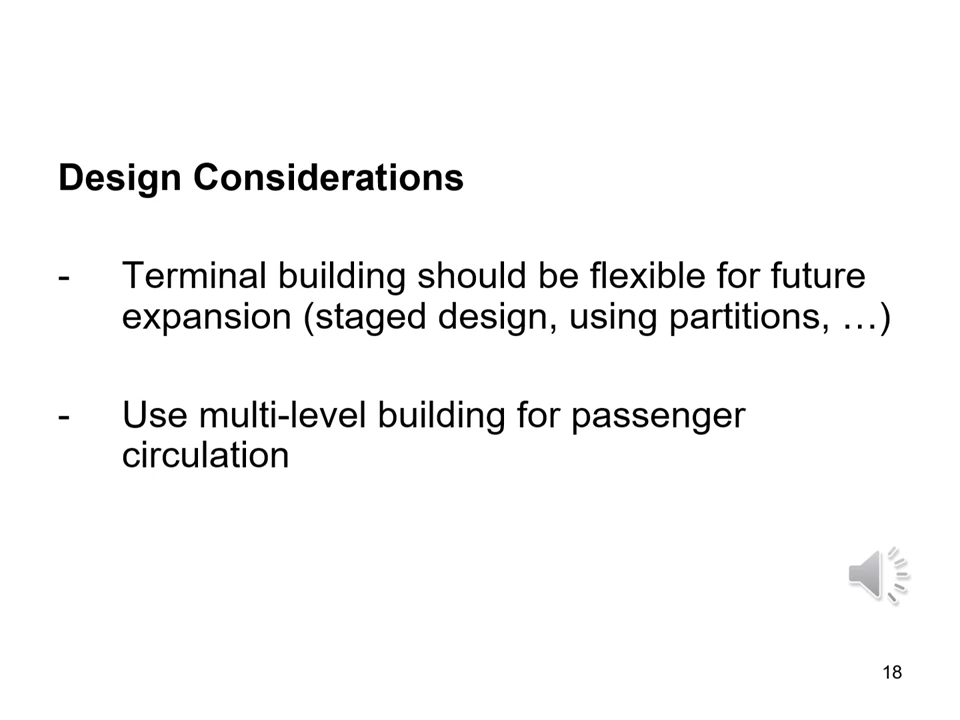 Design Considerations
- Terminal building should be flexible for future
expansion (staged design, using partitions, …)
- Use multi-level building for passenger
circulation
18